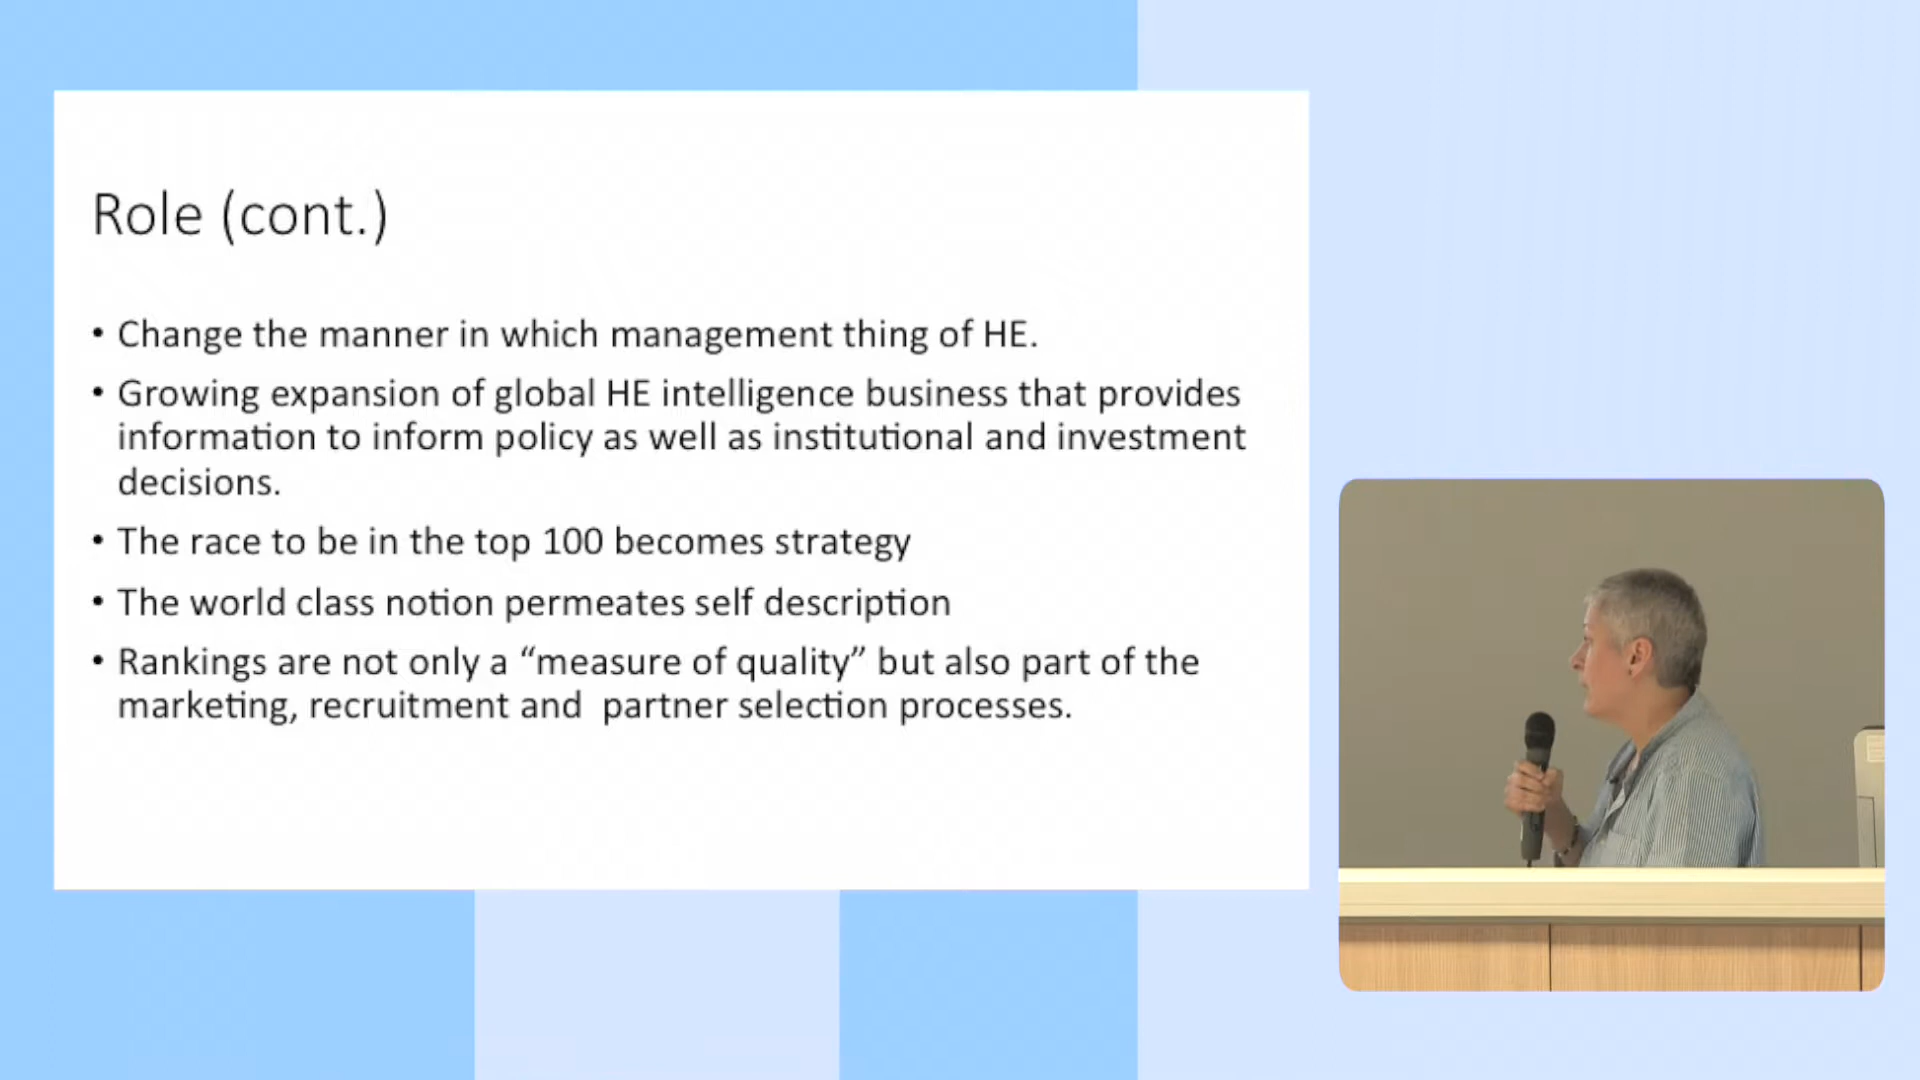 Role (cont.)
• Change the manner in which management thing of HE.
• Growing expansion of global HE intelligence business that provides
information to inform policy as well as institutional and investment
decisions.
• The race to be in the top 100 becomes strategy
• The world class notion permeates self description
• Rankings are not only a “measure of quality” but also part of the
marketing, recruitment and  partner selection processes.